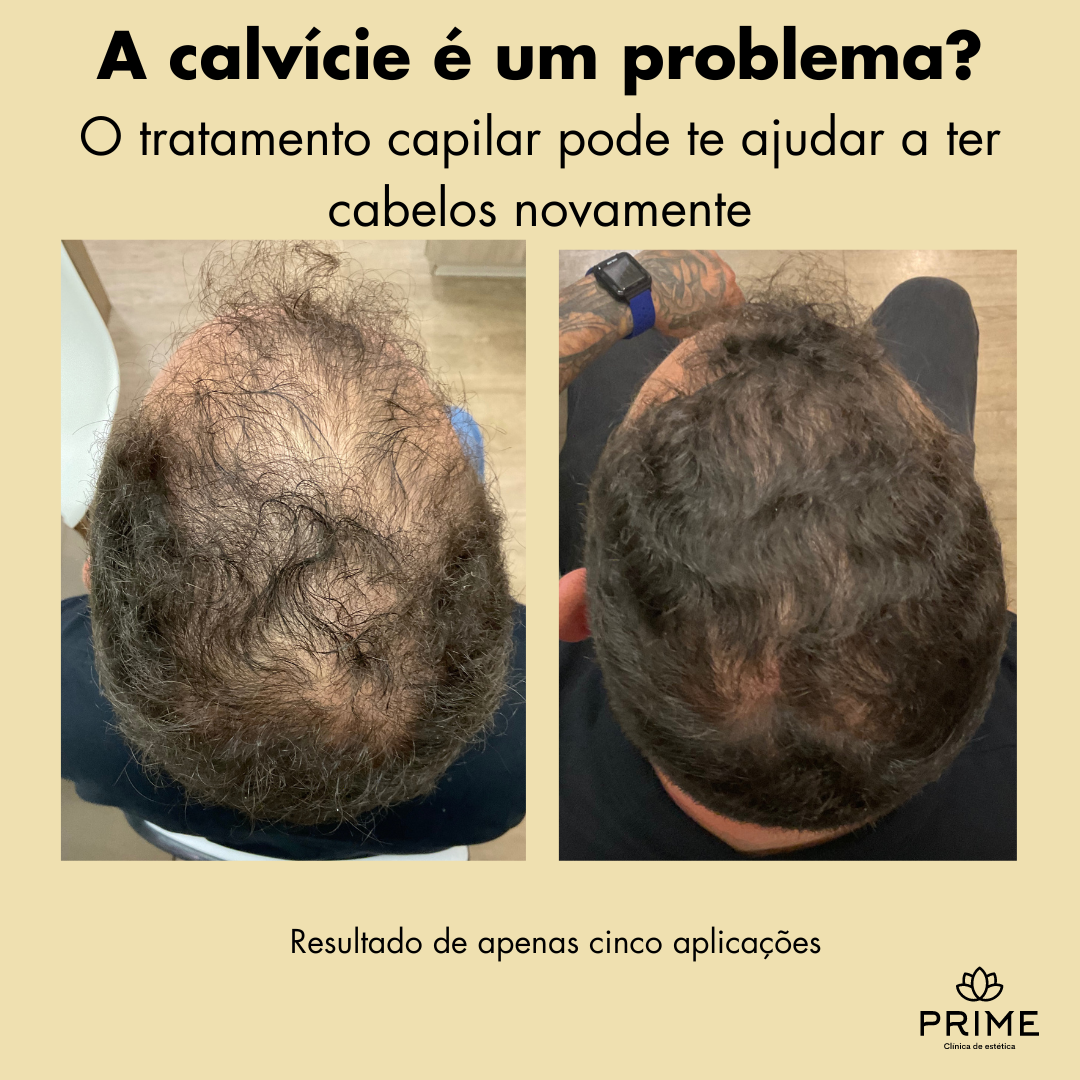 A calvície é um problema?
O tratamento capilar pode te ajudar a ter
cabelos novamente
Resultado de apenas cinco aplicações
PRIME
Clínica de estética